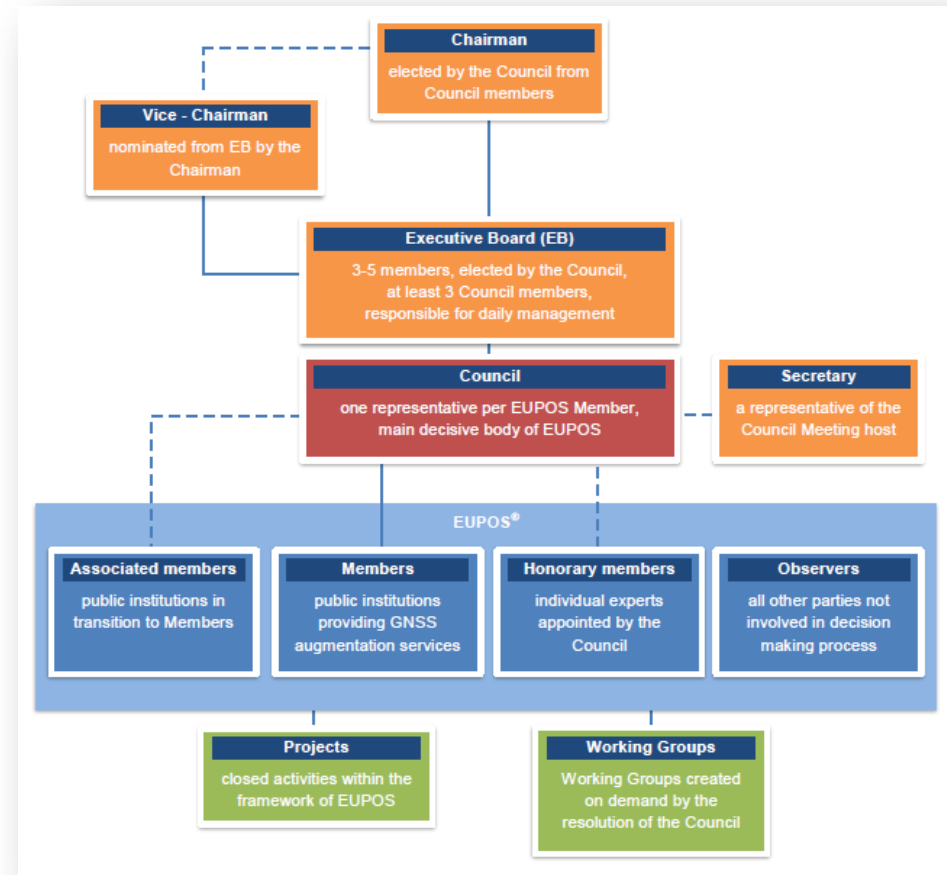 Chairman
elected by the Council from
Council members
Vice - Chairman
nominated from EB by the
Chairman
Executive Board (EB)
3-5 members, elected by the Council,
at least 3 Council members,
responsible for daily management
Council
one representative per EUPOS Member,
main decisive body of EUPOS
Secretary
a representative of the
Council Meeting host
EUPOS®
Associated members
public institutions in
transition to Members
Members
public institutions
providing GNSS
augmentation services
Honorary members
individual experts
appointed by the
Council
Observers
all other parties not
involved in decision
making process
Projects
closed activities within the
framework of EUPOS
Working Groups
Working Groups created
on demand by the
resolution of the Council